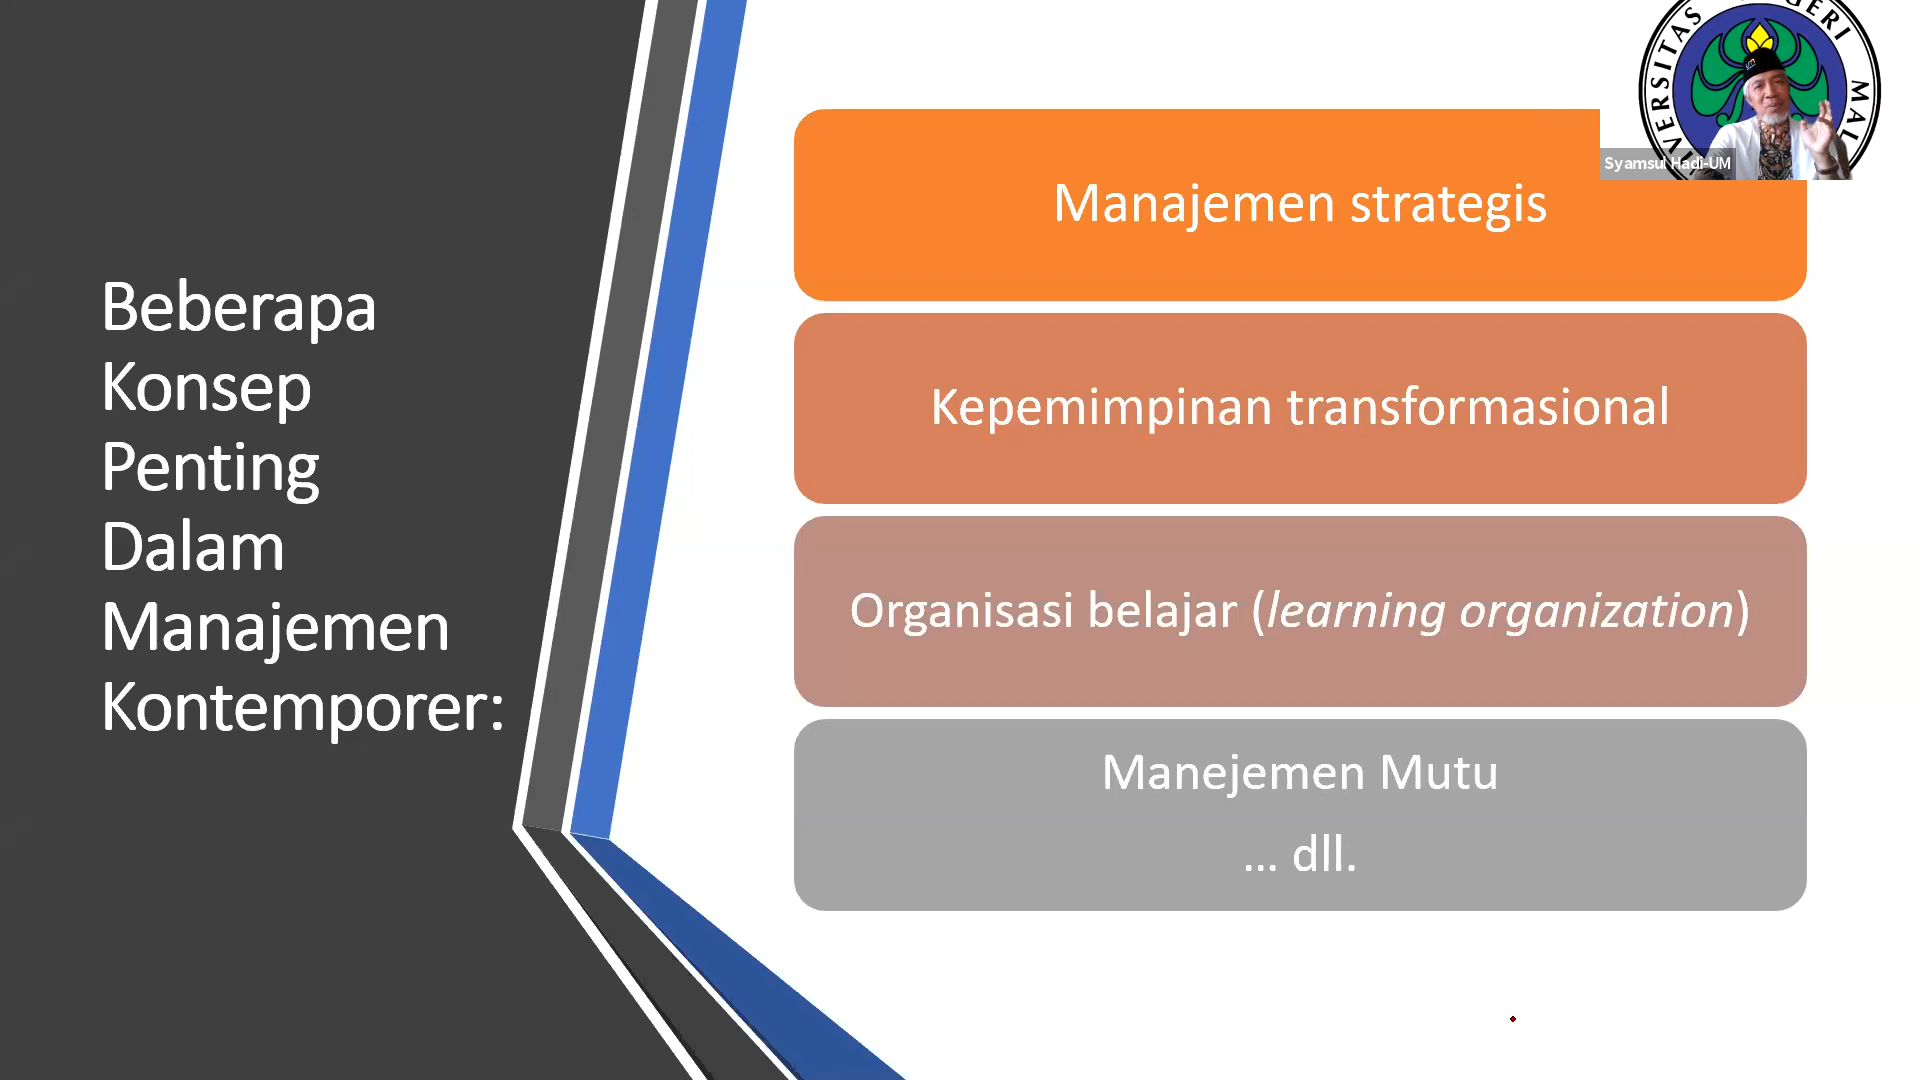 Beberapa
Konsep
Penting
Dalam
Manajemen
Kontemporer:
Manajemen strategis
Kepemimpinan transformasional
Organisasi belajar (learning organization)
Manejemen Mutu
... dll.
Syamsul Hadi-UM